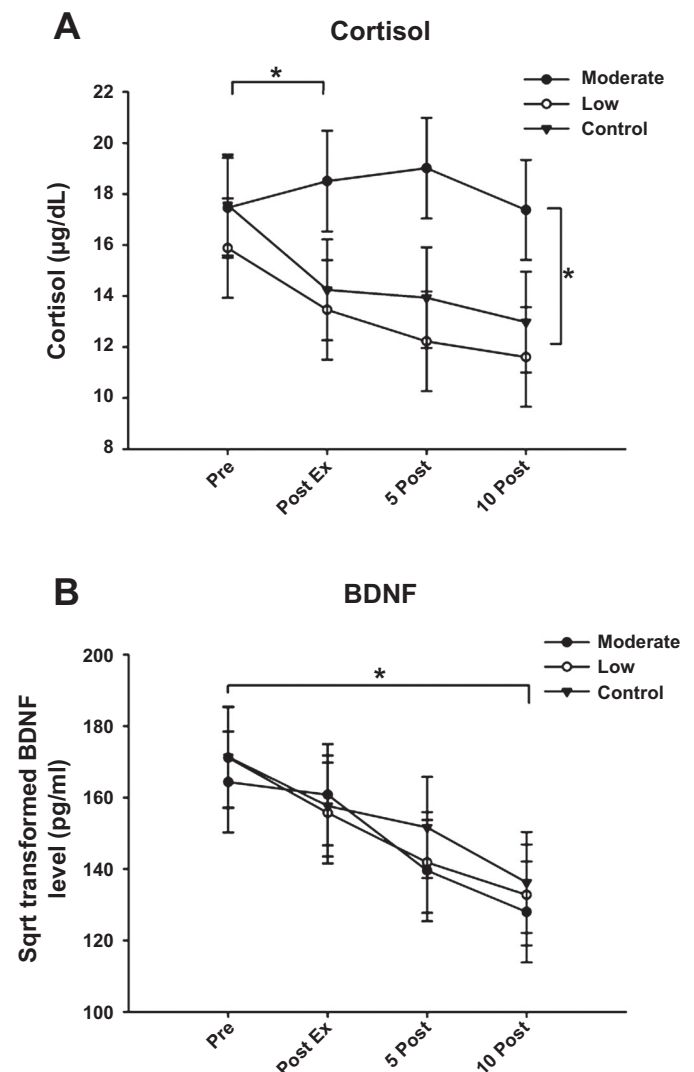 A
Cortisol
*
Moderate
Low
Control
22
20
18
16
14
12
10
8
Cortisol (µg/dL)
*
Pre
Post Ex
5 Post
10 Post
B
BDNF
Moderate
Low
Control
*
200
180
160
140
120
100
Sqrt transformed BDNF
level (pg/ml)
Pre
Post Ex
5 Post
10 Post